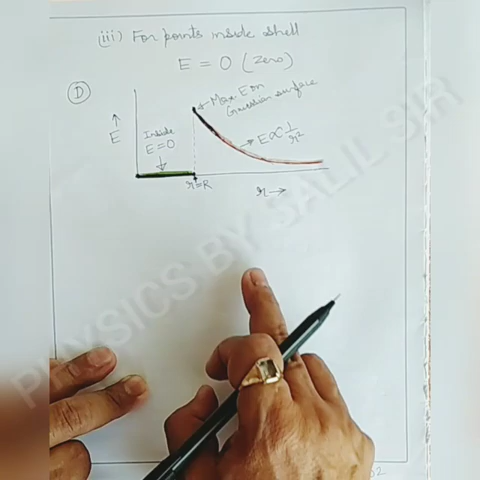 (iii) For points inside shell
E = 0 (Zero)
D
Max E on
Gaussian surface
E
Inside
E=0
E ∝ 1/r²
r=R
r →
PHYSICS BY SALIL SIR